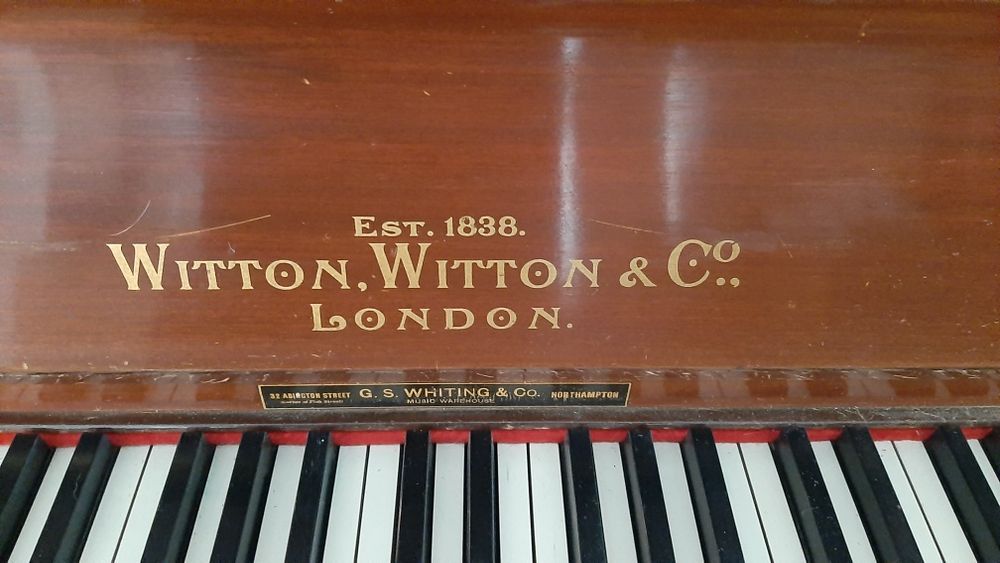 EST. 1838.
WITTON, WITTON & Co.,
LONDON.
32 ABINGTON STREET G. S. WHITING & Co. NORTHAMPTON
MUSIC WAREHOUSE